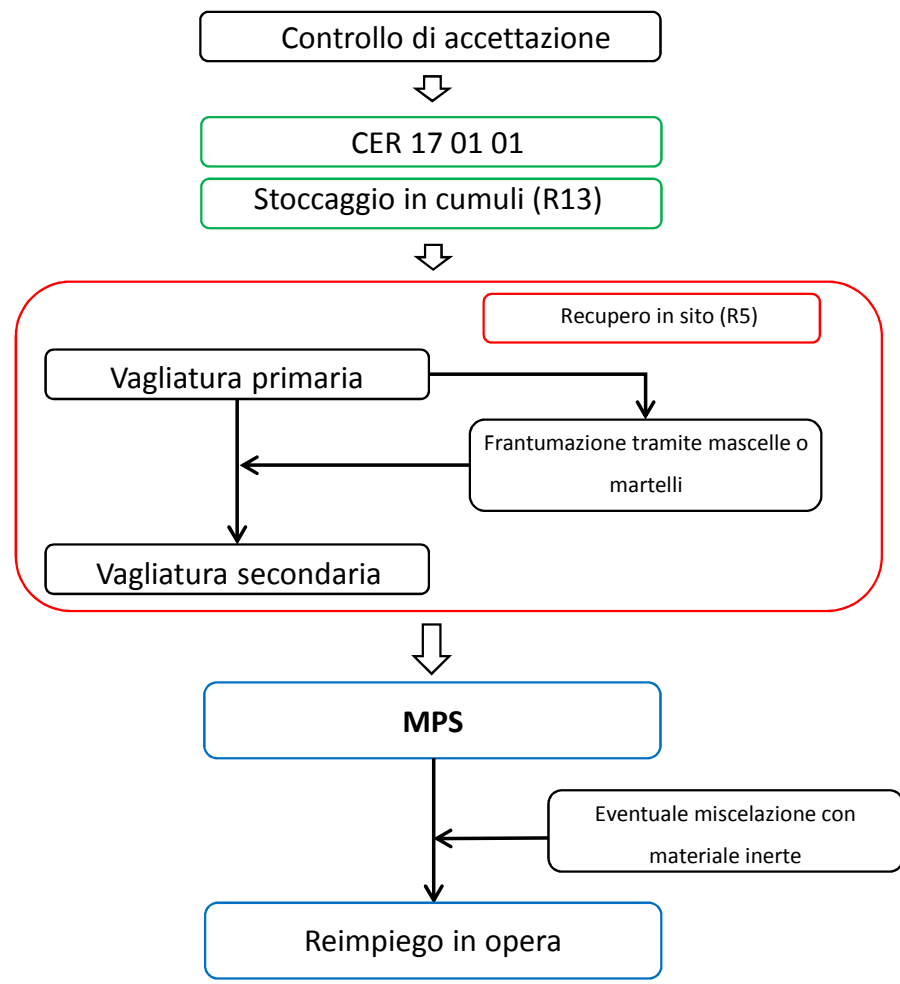 Controllo di accettazione
CER 17 01 01
Stoccaggio in cumuli (R13)
Recupero in sito (R5)
Vagliatura primaria
Frantumazione tramite mascelle o
martelli
Vagliatura secondaria
MPS
Eventuale miscelazione con
materiale inerte
Reimpiego in opera